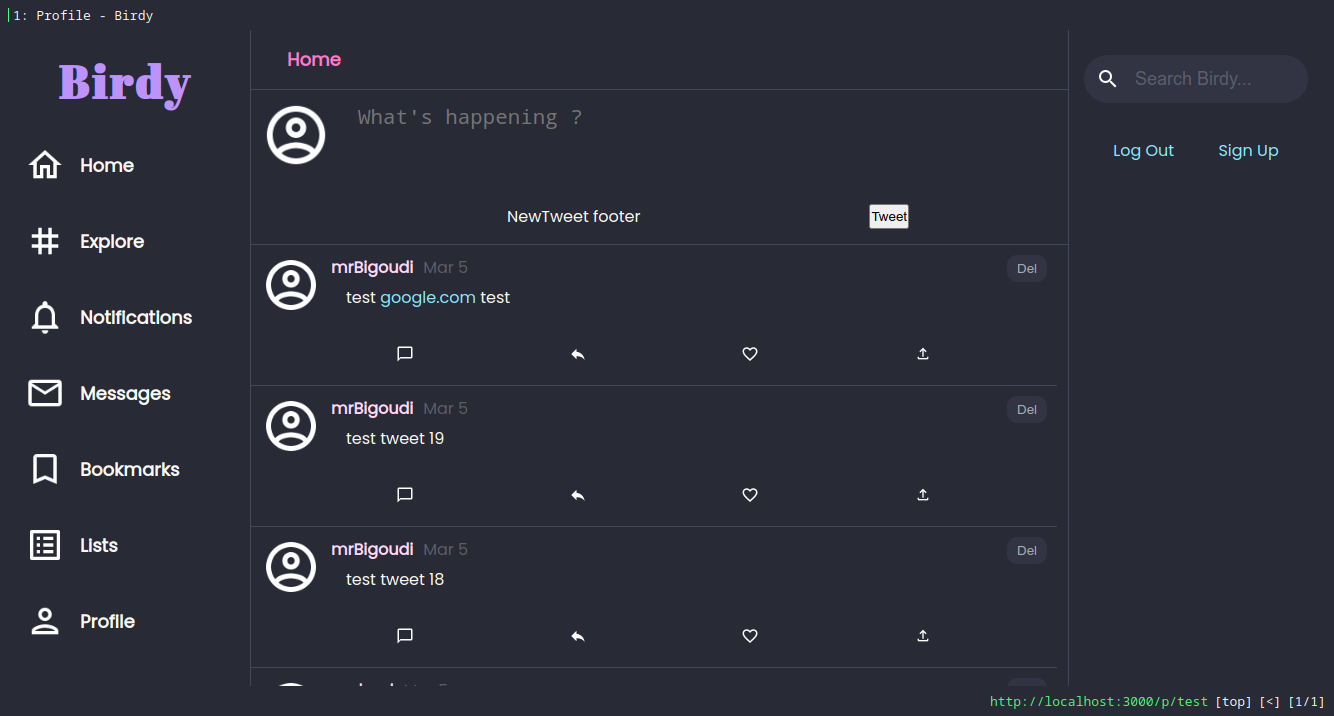 1: Profile - Birdy
Birdy
Home
Explore
Notifications
Messages
Bookmarks
Lists
Profile
Home
What's happening ?
NewTweet footer
Tweet
mrBigoudi Mar 5
Del
test google.com test
mrBigoudi Mar 5
Del
test tweet 19
mrBigoudi Mar 5
Del
test tweet 18
Search Birdy...
Log Out
Sign Up
http://localhost:3000/p/test [top] [<] [1/1]